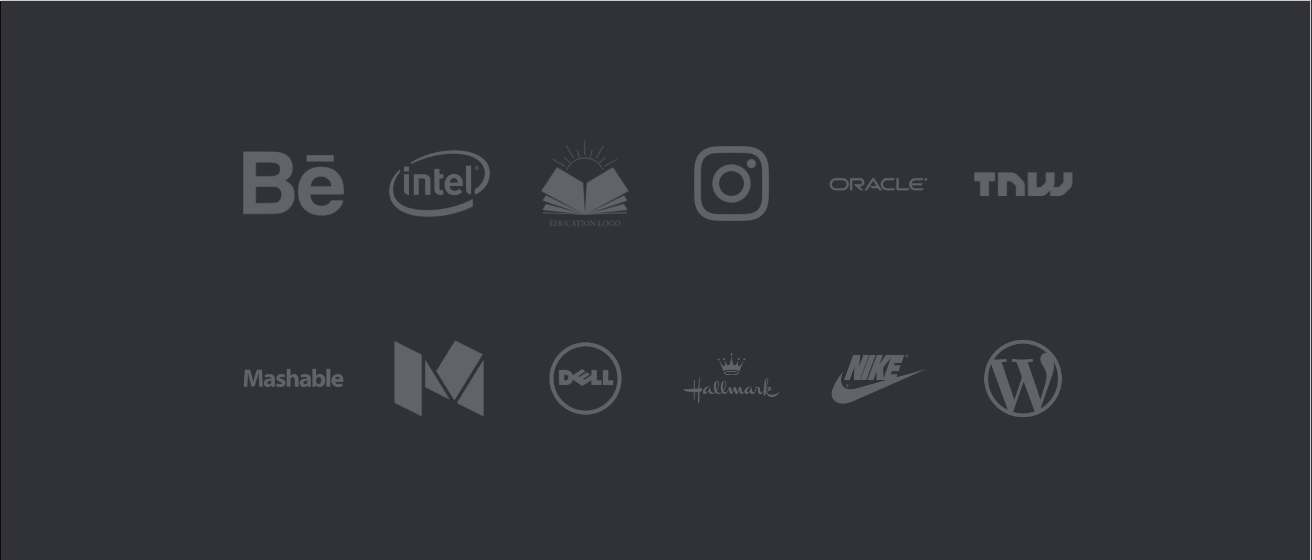 Bē
intel
EDUCATION LOGO
ORACLE
TNW
Mashable
DELL
Hallmark
NIKE
W